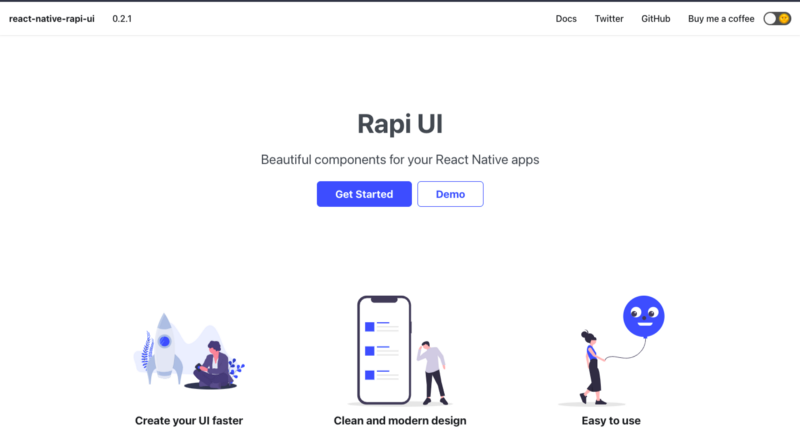 react-native-rapi-ui 0.2.1 Docs Twitter GitHub Buy me a coffee
Rapi UI
Beautiful components for your React Native apps
Get Started Demo
Create your UI faster Clean and modern design Easy to use